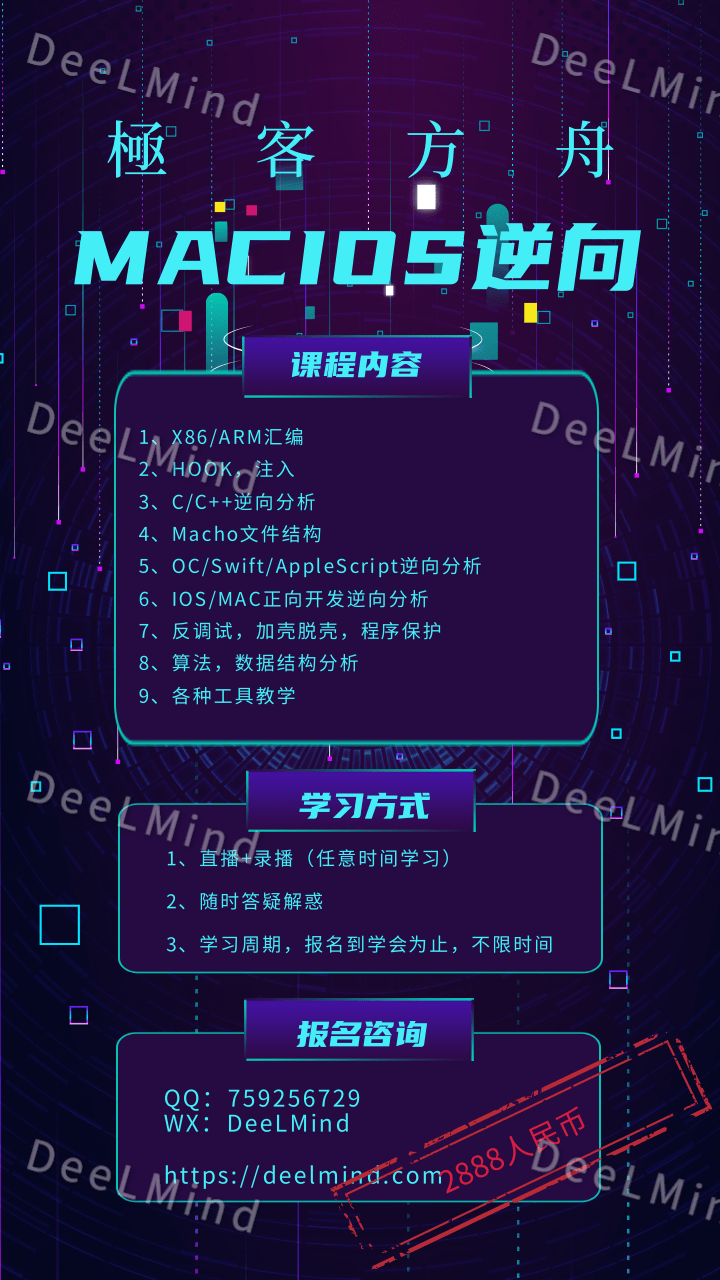 DeeLMind
DeeLMin
極客方舟
MACIOS逆向
课程内容
DeeLMind
DeeLMin
1、X86/ARM汇编
2、HOOK，注入
3、C/C++逆向分析
4、Macho文件结构
5、OC/Swift/AppleScript逆向分析
6、IOS/MAC正向开发逆向分析
7、反调试，加壳脱壳，程序保护
8、算法，数据结构分析
9、各种工具教学
学习方式
DeeLMind
DeeLMin
1、直播+录播（任意时间学习）
2、随时答疑解惑
3、学习周期，报名到学会为止，不限时间
报名咨询
QQ：759256729
WX：DeeLMind
https://deelmind.com
2888人民币
DeeLMind
DeeLMin